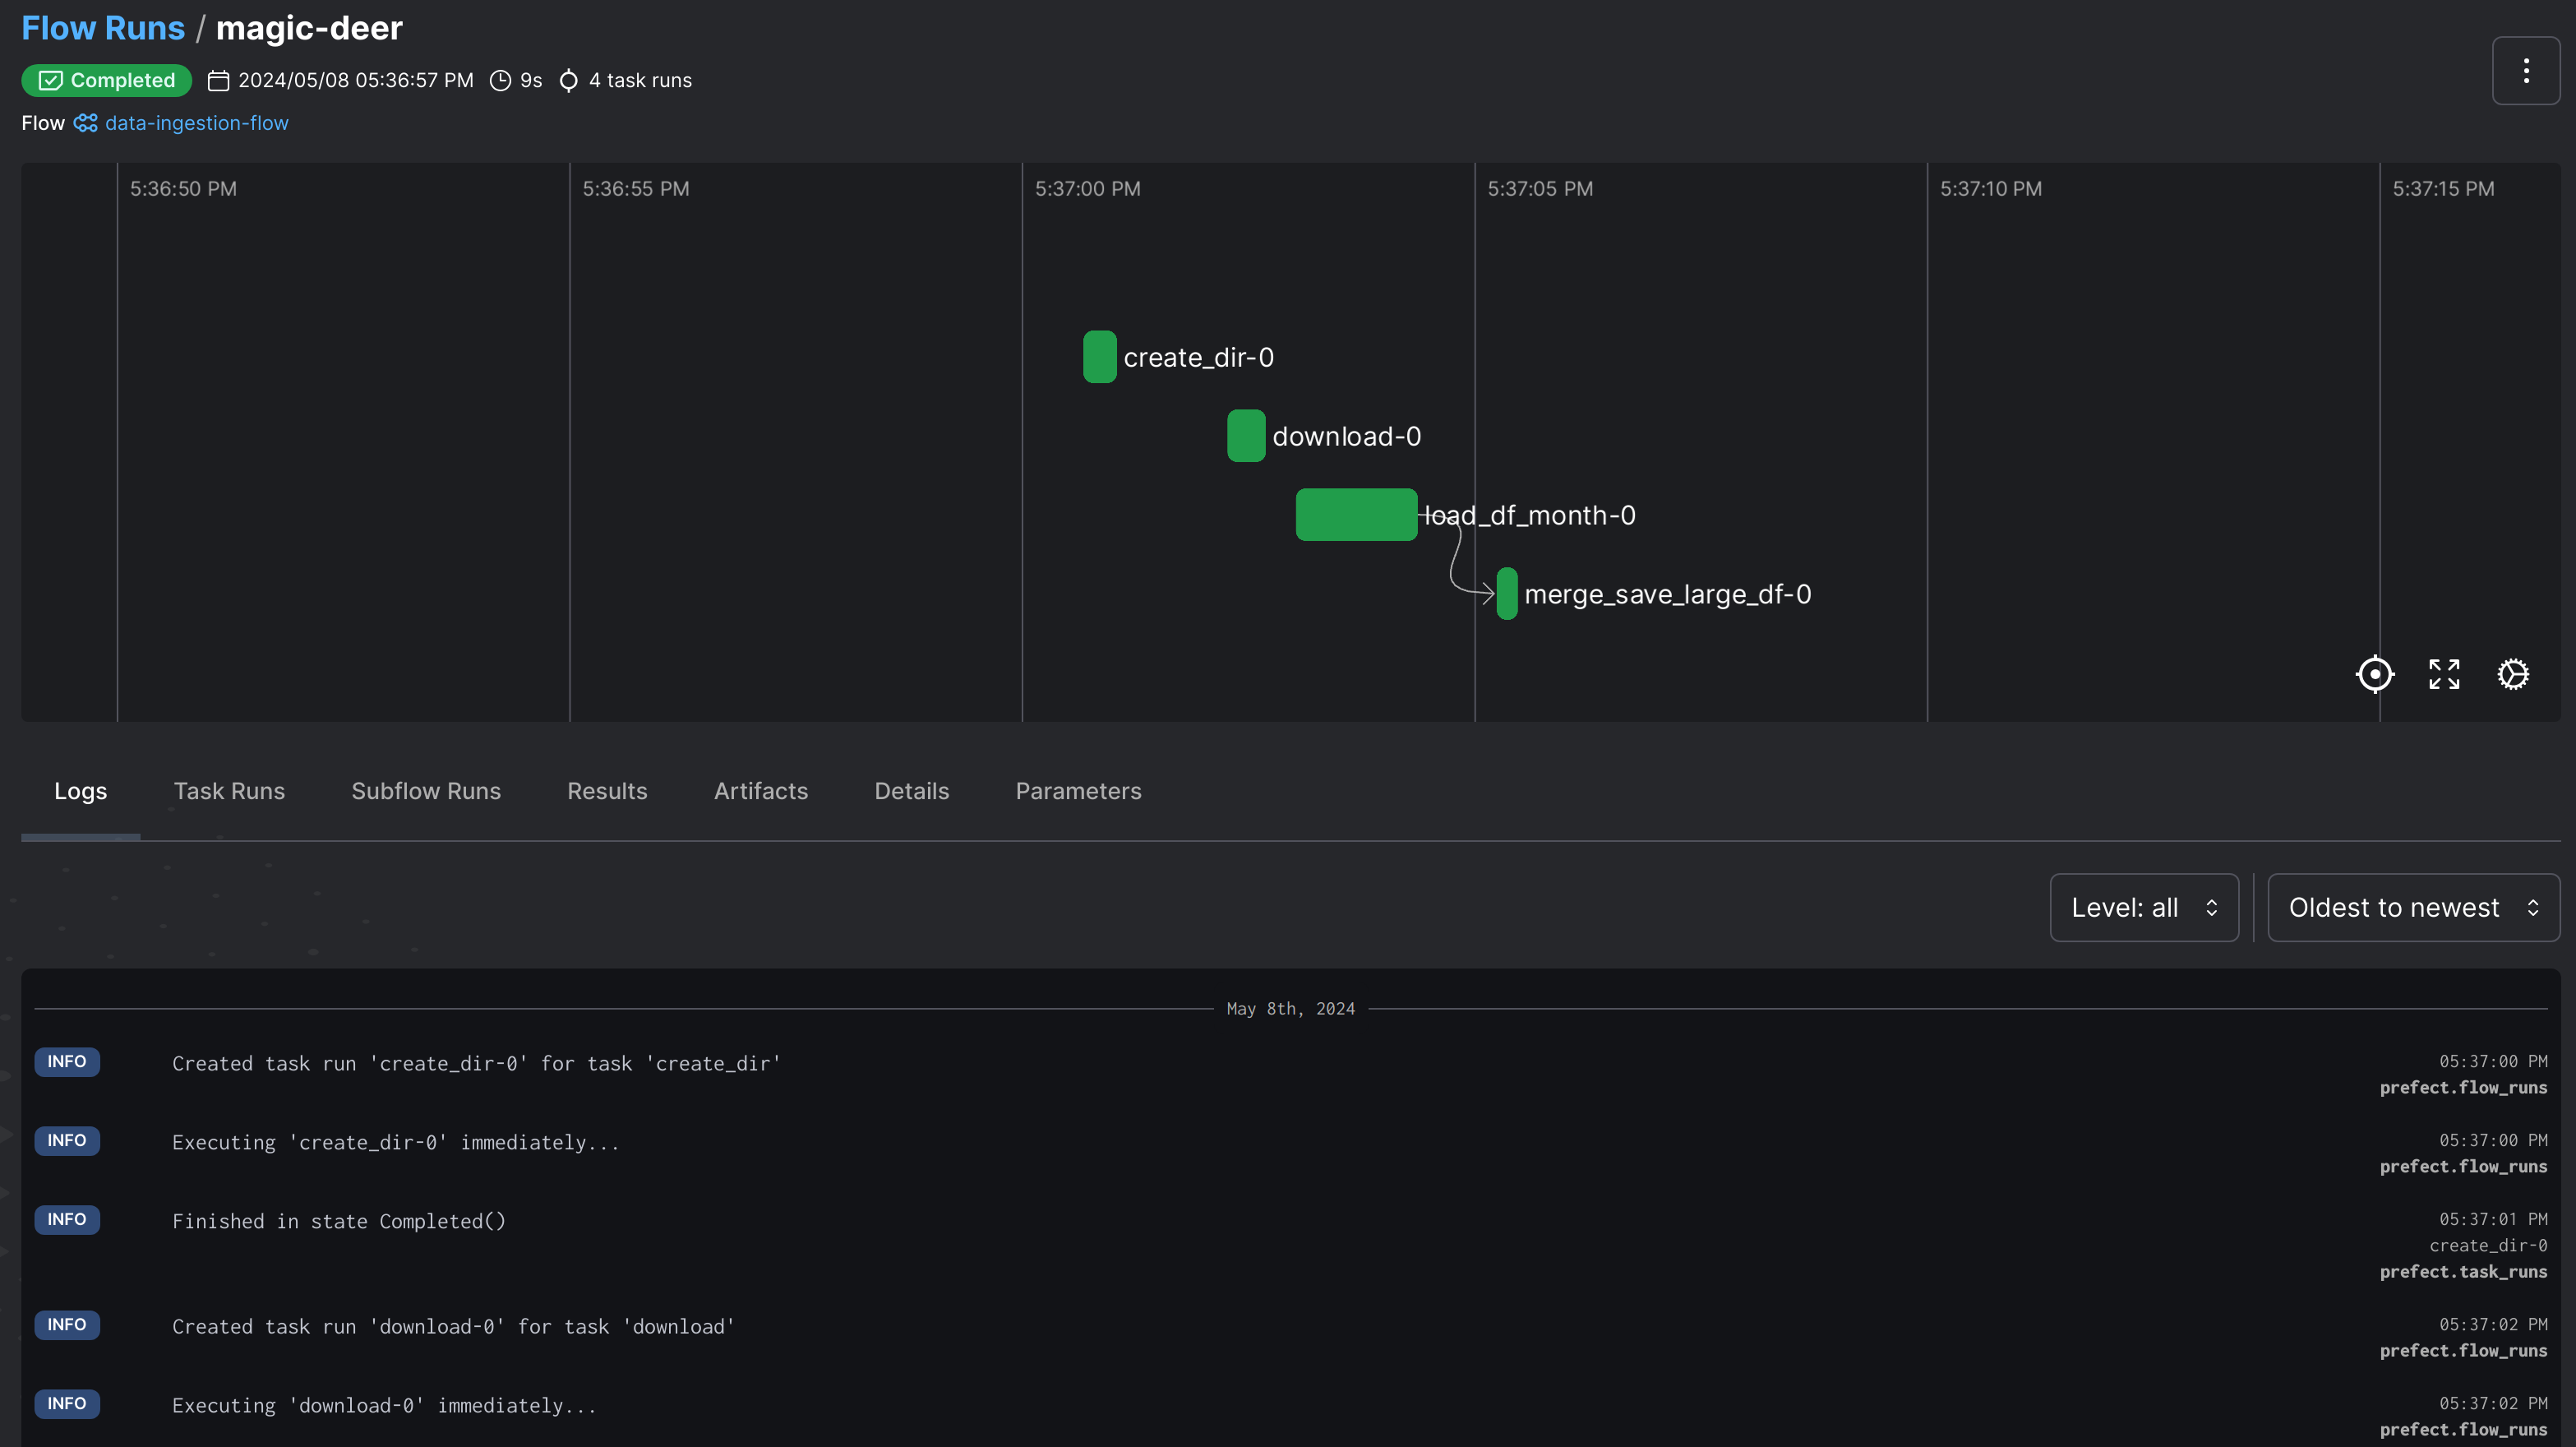 Flow Runs / magic-deer
Completed 2024/05/08 05:36:57 PM 9s 4 task runs
Flow data-ingestion-flow
5:36:50 PM 5:36:55 PM 5:37:00 PM 5:37:05 PM 5:37:10 PM 5:37:15 PM
create_dir-0
download-0
load_df_month-0
merge_save_large_df-0
Logs Task Runs Subflow Runs Results Artifacts Details Parameters
Level: all Oldest to newest
May 8th, 2024
INFO Created task run 'create_dir-0' for task 'create_dir' 05:37:00 PM
prefect.flow_runs
INFO Executing 'create_dir-0' immediately... 05:37:00 PM
prefect.flow_runs
INFO Finished in state Completed() 05:37:01 PM
create_dir-0
prefect.task_runs
INFO Created task run 'download-0' for task 'download' 05:37:02 PM
prefect.flow_runs
INFO Executing 'download-0' immediately... 05:37:02 PM
prefect.flow_runs